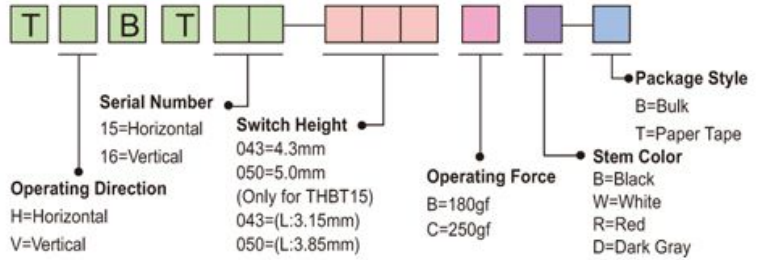 T B T
Package Style
B=Bulk
T=Paper Tape
Serial Number
15=Horizontal
16=Vertical
Switch Height
043=4.3mm
050=5.0mm
(Only for THBT15)
043=(L:3.15mm)
050=(L:3.85mm)
Stem Color
B=Black
W=White
R=Red
D=Dark Gray
Operating Force
B=180gf
C=250gf
Operating Direction
H=Horizontal
V=Vertical